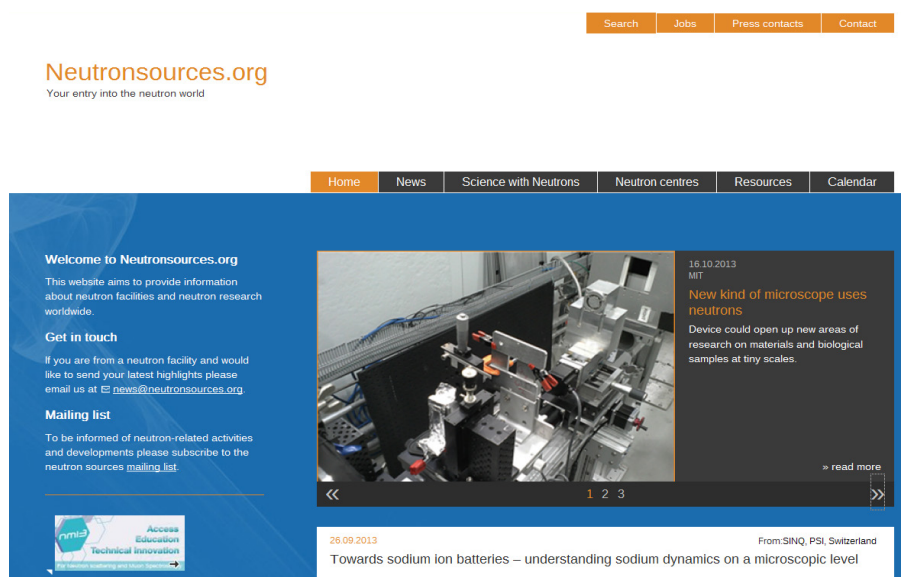 Search Jobs Press contacts Contact
Neutronsources.org
Your entry into the neutron world
Home News Science with Neutrons Neutron centres Resources Calendar
Welcome to Neutronsources.org
This website aims to provide information
about neutron facilities and neutron research
worldwide.
Get in touch
If you are from a neutron facility and would
like to send your latest highlights please
email us at news@neutronsources.org.
Mailing list
To be informed of neutron-related activities
and developments please subscribe to the
neutron sources mailing list.
nmi3
Access
Education
Technical Innovation
For Neutron scattering and Muon Spectroscopy
16.10.2013
MIT
New kind of microscope uses
neutrons
Device could open up new areas of
research on materials and biological
samples at tiny scales.
» read more
« 1 2 3 »
26.09.2013 From:SINQ, PSI, Switzerland
Towards sodium ion batteries – understanding sodium dynamics on a microscopic level